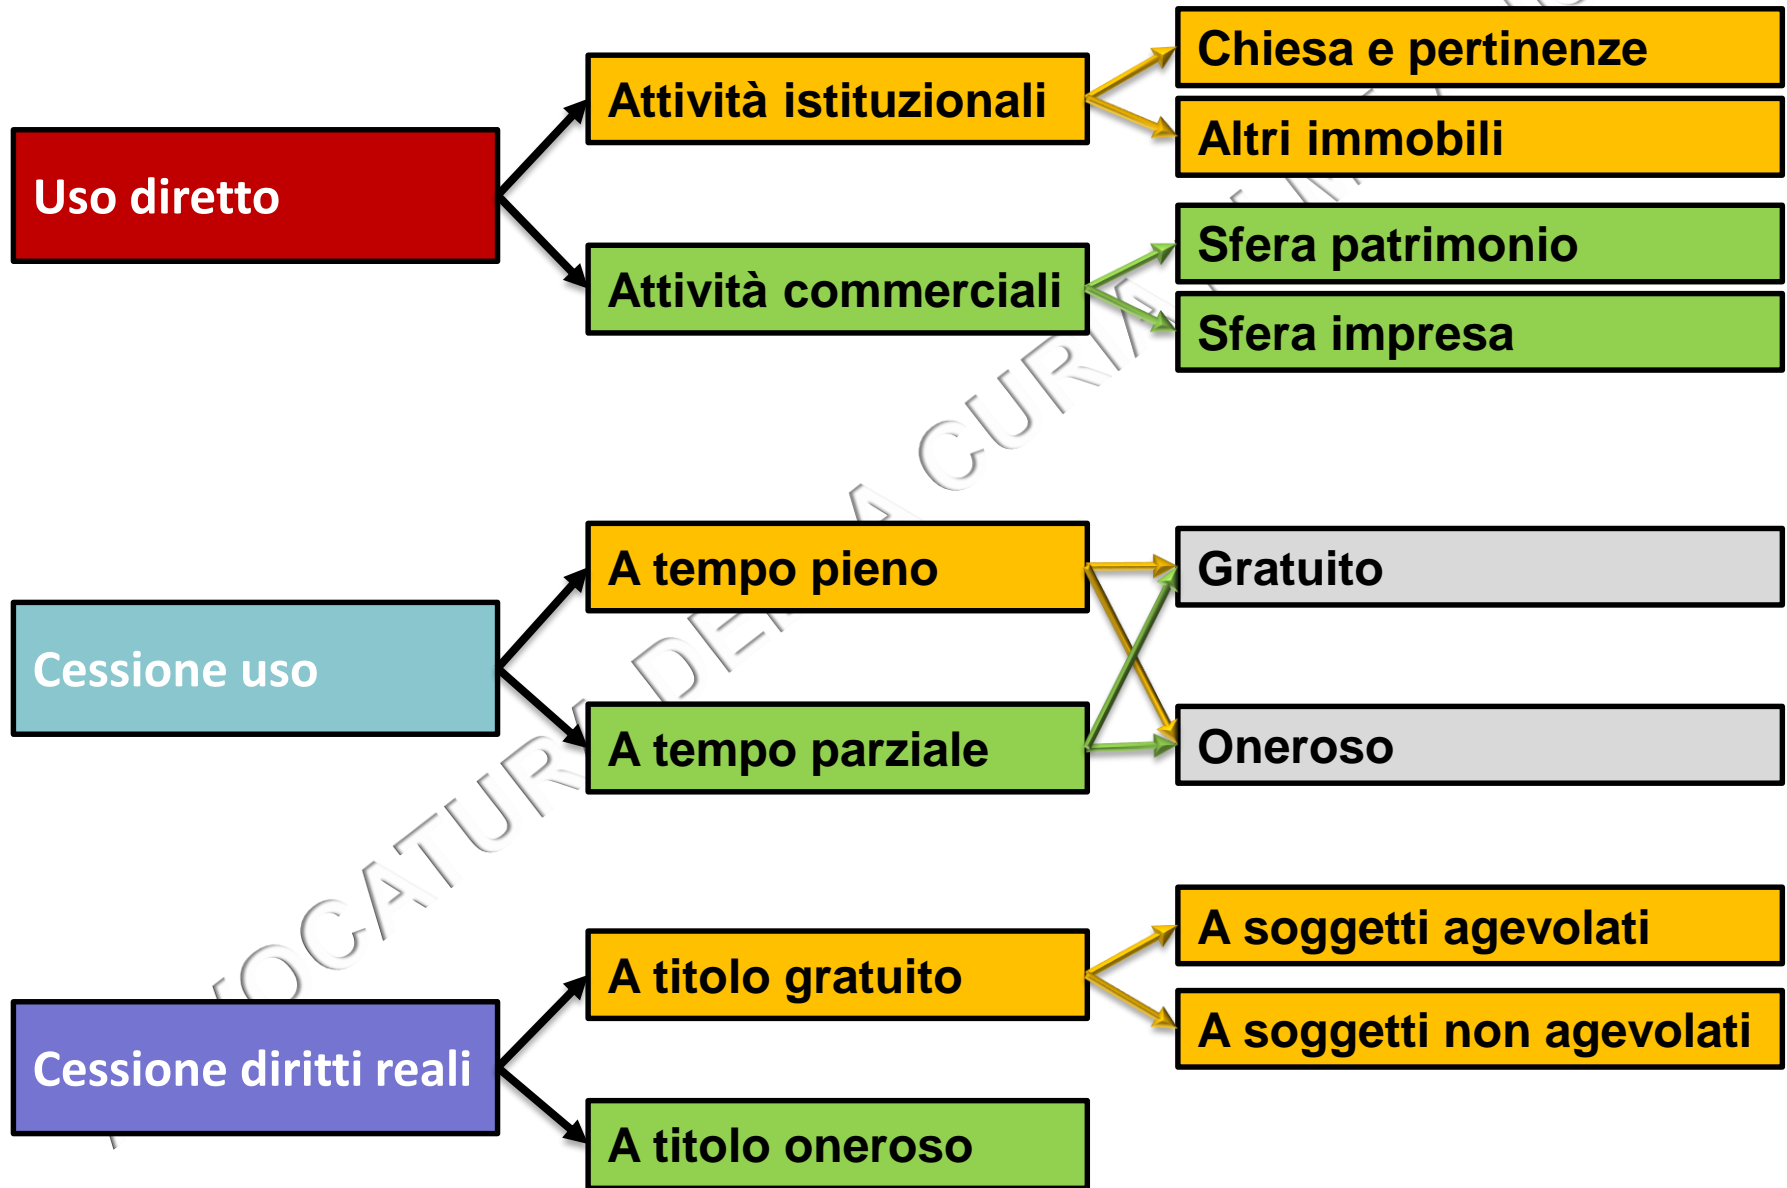 Chiesa e pertinenze
Attività istituzionali
Altri immobili
Uso diretto
Sfera patrimonio
Attività commerciali
Sfera impresa
A tempo pieno
Gratuito
Cessione uso
A tempo parziale
Oneroso
A soggetti agevolati
A titolo gratuito
A soggetti non agevolati
Cessione diritti reali
A titolo oneroso
CURIA